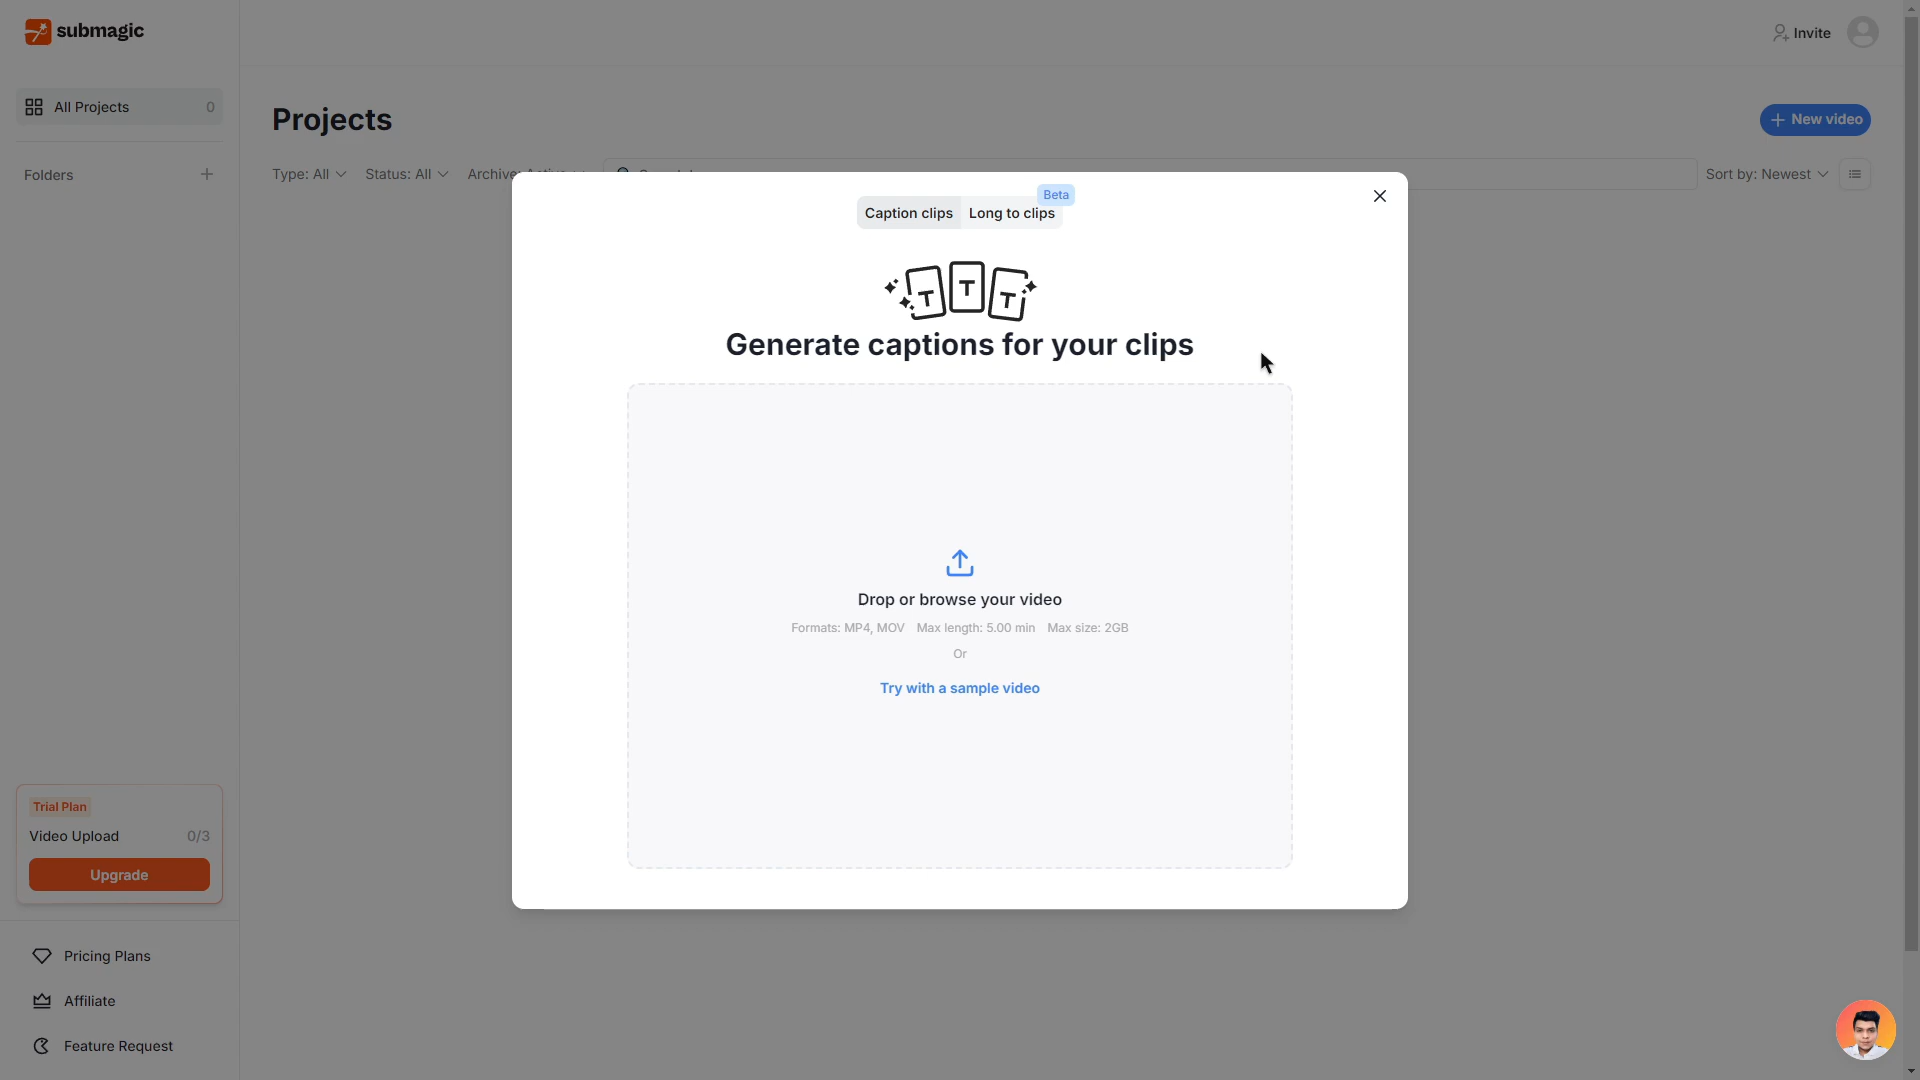 submagic
Invite
All Projects 0
Projects
New video
Folders
Type: All Status: All Archive: Sort by: Newest
Beta
Caption clips Long to clips
T T T
Generate captions for your clips
Drop or browse your video
Formats: MP4, MOV Max length: 5.00 min Max size: 2GB
Or
Try with a sample video
Trial Plan
Video Upload 0/3
Upgrade
Pricing Plans
Affiliate
Feature Request